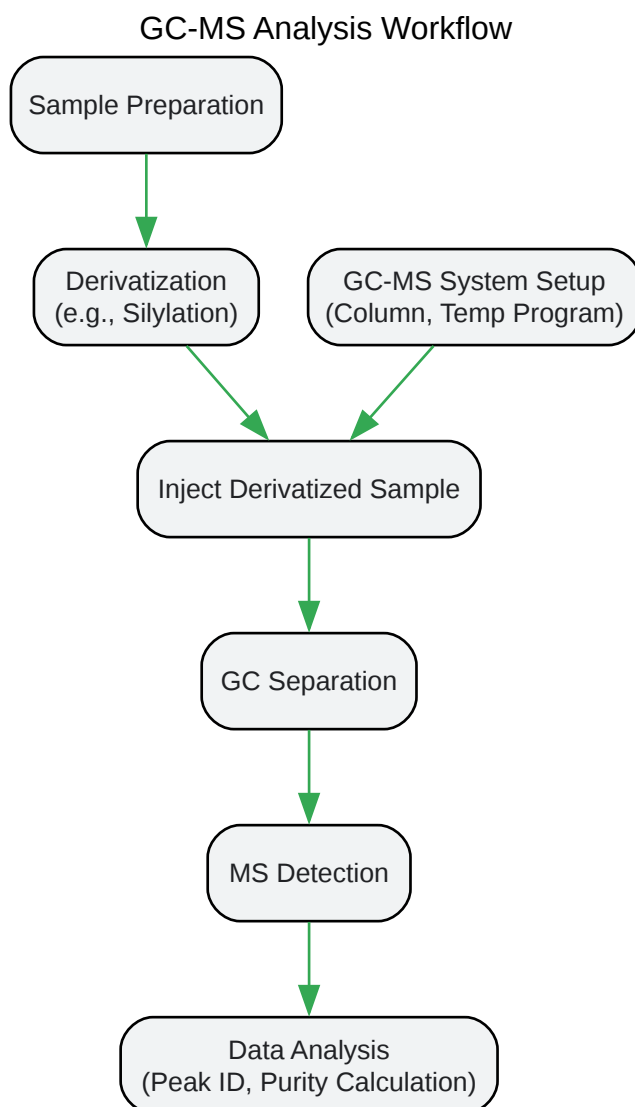 GC-MS Analysis Workflow
Sample Preparation
Derivatization
(e.g., Silylation)
GC-MS System Setup
(Column, Temp Program)
Inject Derivatized Sample
GC Separation
MS Detection
Data Analysis
(Peak ID, Purity Calculation)